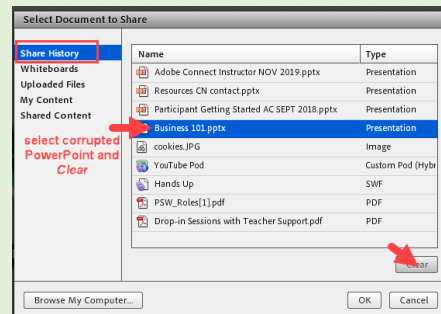 Select Document to Share
Share History
Whiteboards
Uploaded Files
My Content
Shared Content
select corrupted
PowerPoint and
Clear
Name Type
Adobe Connect Instructor NOV 2019.pptx Presentation
Resources CN contact.pptx Presentation
Participant Getting Started AC SEPT 2018.pptx Presentation
Business 101.pptx Presentation
cookies.JPG Image
YouTube Pod Custom Pod (Hybr
Hands Up SWF
PSW_Roles[1].pdf PDF
Drop-in Sessions with Teacher Support.pdf PDF
Clear
Browse My Computer... OK Cancel